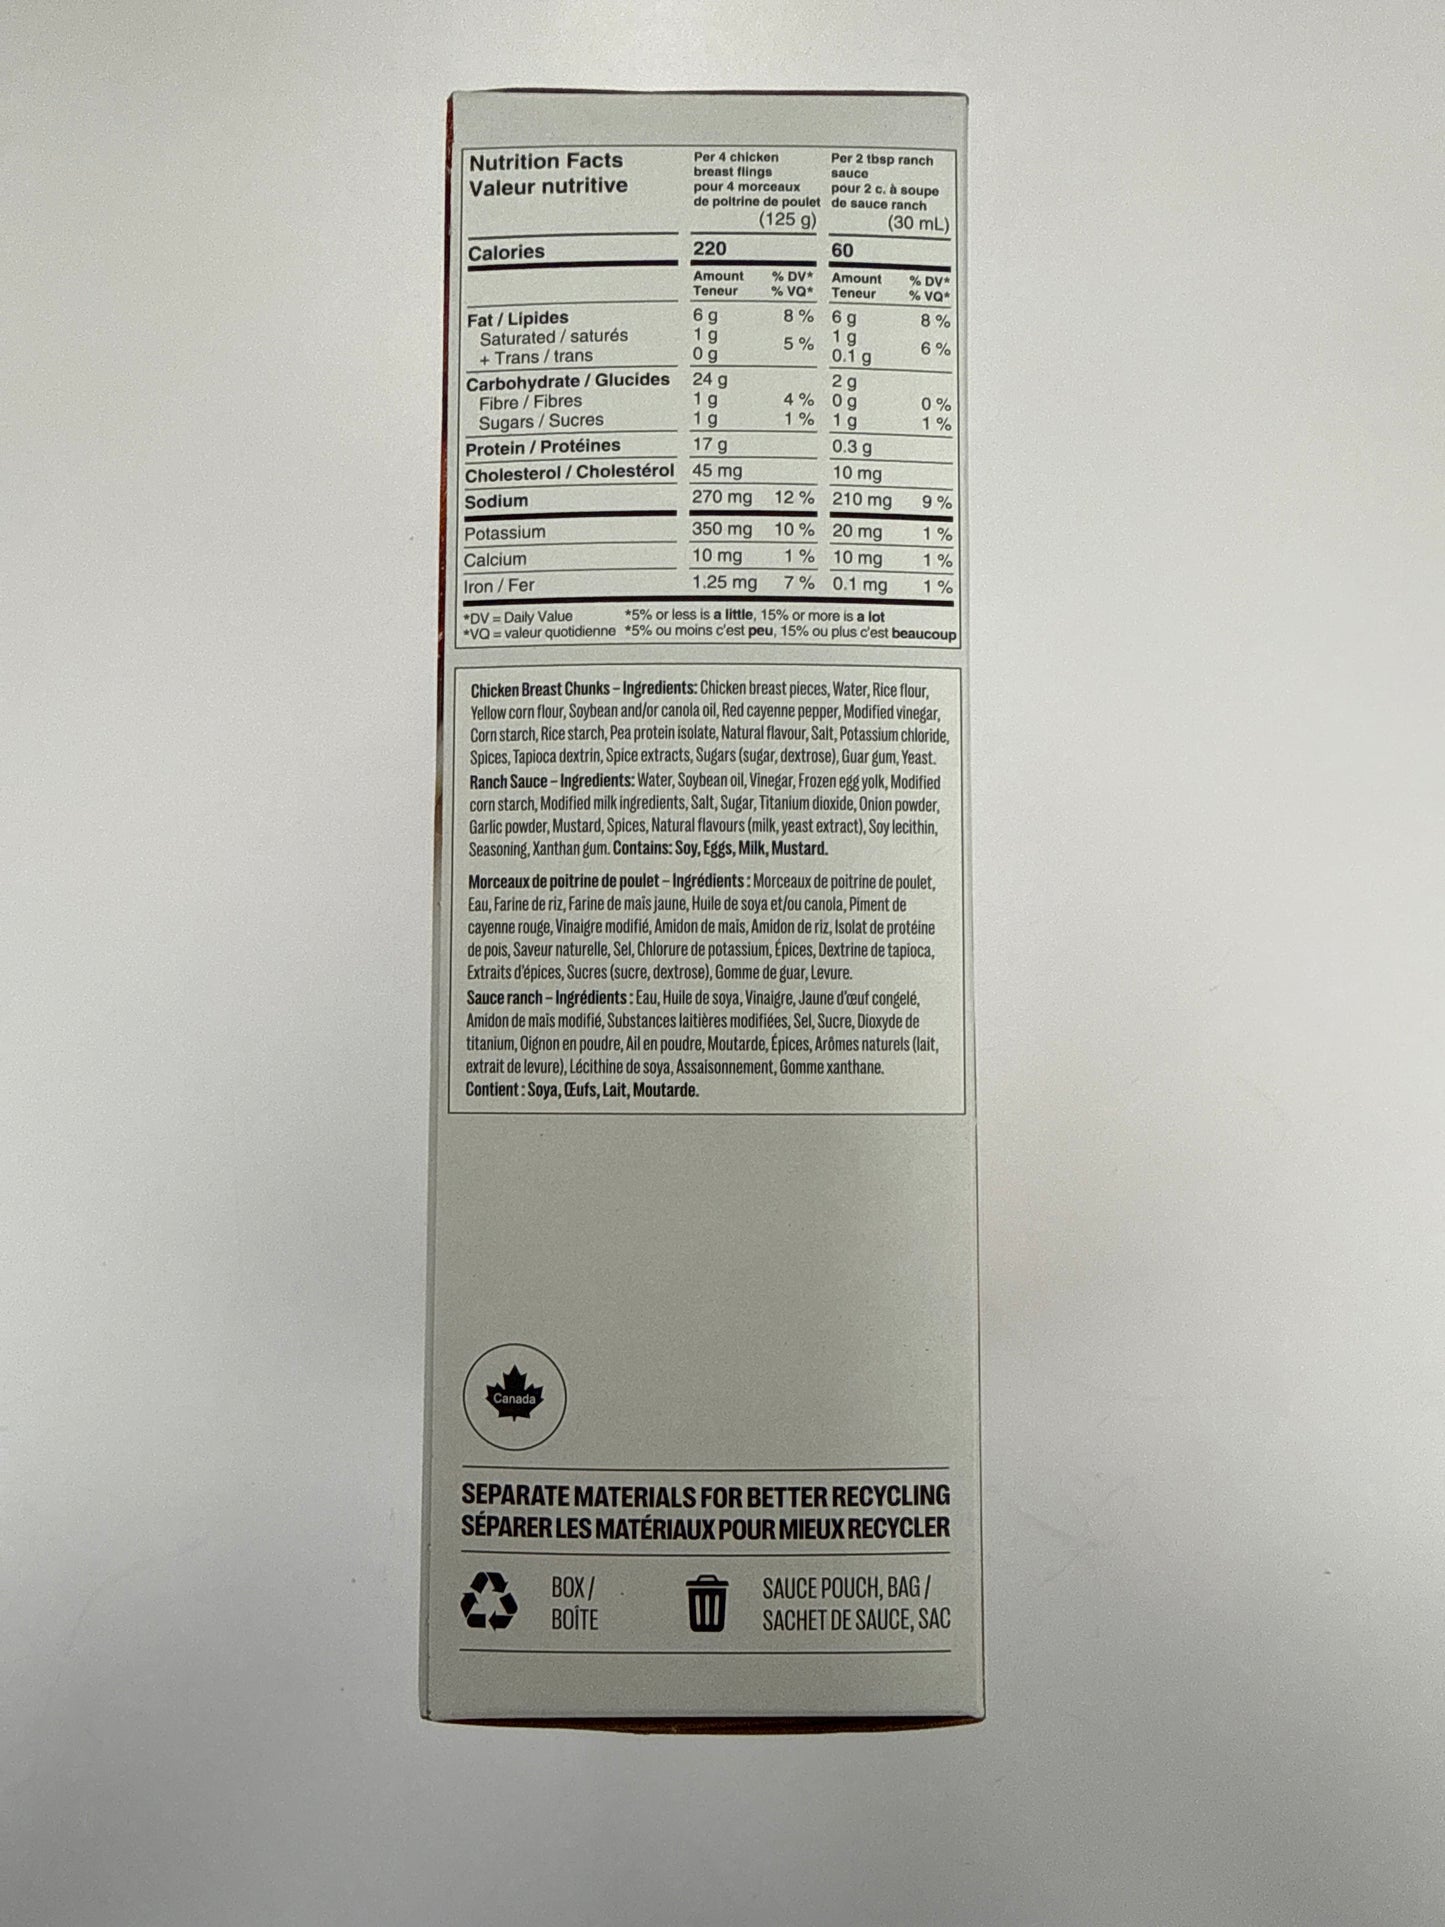 Nutrition Facts
Valeur nutritive
Per 4 chicken
breast flings
pour 4 morceaux
de poitrine de poulet
(125 g)
Per 2 tbsp ranch
sauce
pour 2 c. à soupe
de sauce ranch
(30 mL)
Calories 220 60
Amount % DV* Amount % DV*
Teneur % VQ* Teneur % VQ*
Fat / Lipides 6 g 8 % 6 g 8 %
Saturated / saturés 1 g 1 g
5 % 6 %
+ Trans / trans 0 g 0.1 g
Carbohydrate / Glucides 24 g 2 g
Fibre / Fibres 1 g 4 % 0 g 0 %
Sugars / Sucres 1 g 1 % 1 g 1 %
Protein / Protéines 17 g 0.3 g
Cholesterol / Cholestérol 45 mg 10 mg
Sodium 270 mg 12 % 210 mg 9 %
Potassium 350 mg 10 % 20 mg 1 %
Calcium 10 mg 1 % 10 mg 1 %
Iron / Fer 1.25 mg 7 % 0.1 mg 1 %
*DV = Daily Value *5% or less is a little, 15% or more is a lot
*VQ = valeur quotidienne *5% ou moins c'est peu, 15% ou plus c'est beaucoup
Chicken Breast Chunks – Ingredients: Chicken breast pieces, Water, Rice flour,
Yellow corn flour, Soybean and/or canola oil, Red cayenne pepper, Modified vinegar,
Corn starch, Rice starch, Pea protein isolate, Natural flavour, Salt, Potassium chloride,
Spices, Tapioca dextrin, Spice extracts, Sugars (sugar, dextrose), Guar gum, Yeast.
Ranch Sauce – Ingredients: Water, Soybean oil, Vinegar, Frozen egg yolk, Modified
corn starch, Modified milk ingredients, Salt, Sugar, Titanium dioxide, Onion powder,
Garlic powder, Mustard, Spices, Natural flavours (milk, yeast extract), Soy lecithin,
Seasoning, Xanthan gum. Contains: Soy, Eggs, Milk, Mustard.
Morceaux de poitrine de poulet – Ingrédients : Morceaux de poitrine de poulet,
Eau, Farine de riz, Farine de maïs jaune, Huile de soya et/ou canola, Piment de
cayenne rouge, Vinaigre modifié, Amidon de maïs, Amidon de riz, Isolat de protéine
de pois, Saveur naturelle, Sel, Chlorure de potassium, Épices, Dextrine de tapioca,
Extraits d'épices, Sucres (sucre, dextrose), Gomme de guar, Levure.
Sauce ranch – Ingrédients : Eau, Huile de soya, Vinaigre, Jaune d'œuf congelé,
Amidon de maïs modifié, Substances laitières modifiées, Sel, Sucre, Dioxyde de
titanium, Oignon en poudre, Ail en poudre, Moutarde, Épices, Arômes naturels (lait,
extrait de levure), Lécithine de soya, Assaisonnement, Gomme xanthane.
Contient : Soya, Œufs, Lait, Moutarde.
Canada
SEPARATE MATERIALS FOR BETTER RECYCLING
SÉPARER LES MATÉRIAUX POUR MIEUX RECYCLER
BOX /
BOÎTE
SAUCE POUCH, BAG /
SACHET DE SAUCE, SAC